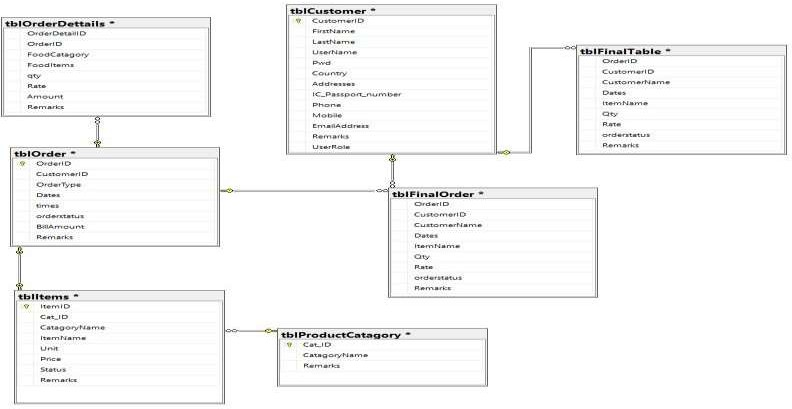 tblOrderDettails *
OrderDetailID
OrderID
FoodCatagory
FoodItems
qty
Rate
Amount
Remarks
tblCustomer *
CustomerID
FirstName
LastName
UserName
Pwd
Country
Addresses
IC_Passport_number
Phone
Mobile
EmailAddress
Remarks
UserRole
tblFinalTable *
OrderID
CustomerID
CustomerName
Dates
ItemName
Qty
Rate
orderstatus
Remarks
tblOrder *
OrderID
CustomerID
OrderType
Dates
times
orderstatus
BillAmount
Remarks
tblFinalOrder *
OrderID
CustomerID
CustomerName
Dates
ItemName
Qty
Rate
orderstatus
Remarks
tblItems *
ItemID
Cat_ID
CatagoryName
ItemName
Unit
Price
Status
Remarks
tblProductCatagory *
Cat_ID
CatagoryName
Remarks